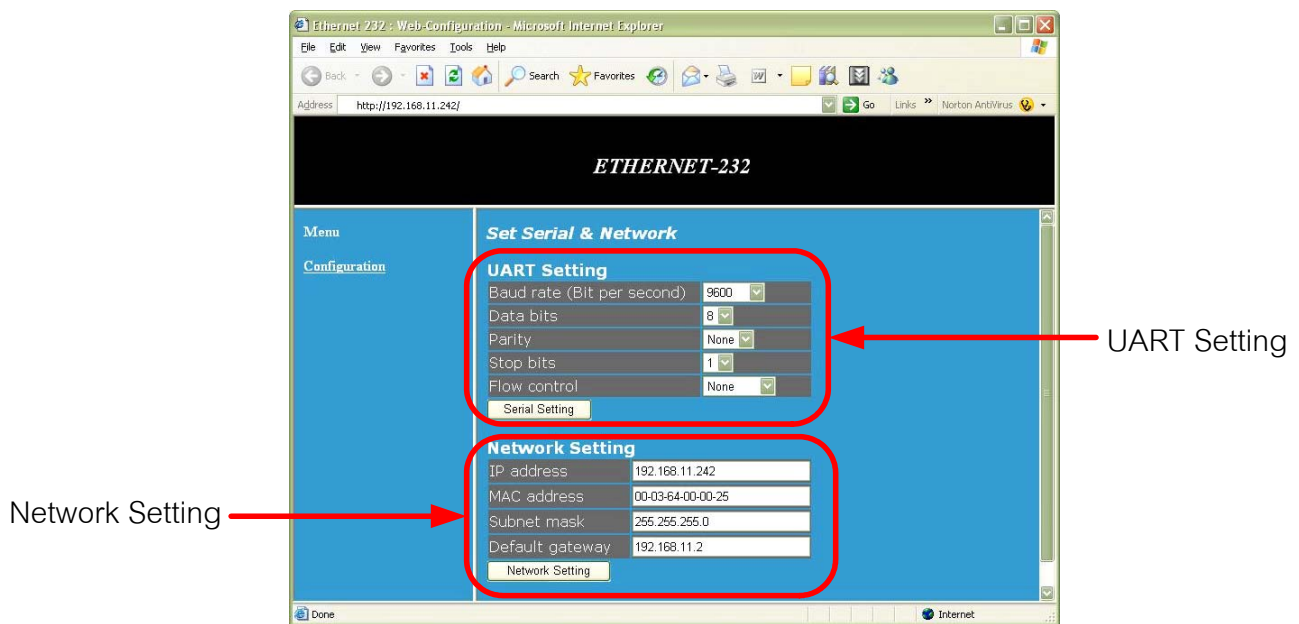 Ethernet 232 : Web-Configuration - Microsoft Internet Explorer
File Edit View Favorites Tools Help
Back Search Favorites
Address http://192.168.11.242/ Go Links » Norton AntiVirus
ETHERNET-232
Menu
Configuration
Set Serial & Network
UART Setting
Baud rate (Bit per second) 9600
Data bits 8
Parity None
Stop bits 1
Flow control None
Serial Setting
UART Setting
Network Setting
IP address 192.168.11.242
MAC address 00-03-64-00-00-25
Subnet mask 255.255.255.0
Default gateway 192.168.11.2
Network Setting
Network Setting
Done Internet